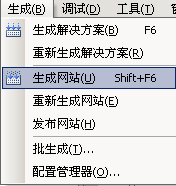 生成(B) 调试(D) 工具(T)
生成解决方案(B) F6
重新生成解决方案(R)
生成网站(U) Shift+F6
重新生成网站(E)
发布网站(H)
批生成(T)...
配置管理器(O)...